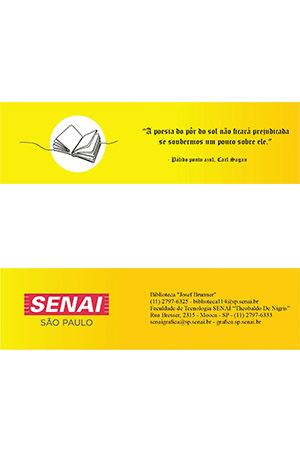 “A poesia do pôr do sol não ficará prejudicada
se soubermos um pouco sobre ele.”
- Pálido ponto azul, Carl Sagan
SENAI
SÃO PAULO
Biblioteca "Josef Brunner"
(11) 2797-6325 - biblioteca114@sp.senai.br
Faculdade de Tecnologia SENAI “Theobaldo De Nigris”
Rua Bresser, 2315 - Mooca - SP - (11) 2797-6333
senaigrafica@sp.senai.br - grafica.sp.senai.br